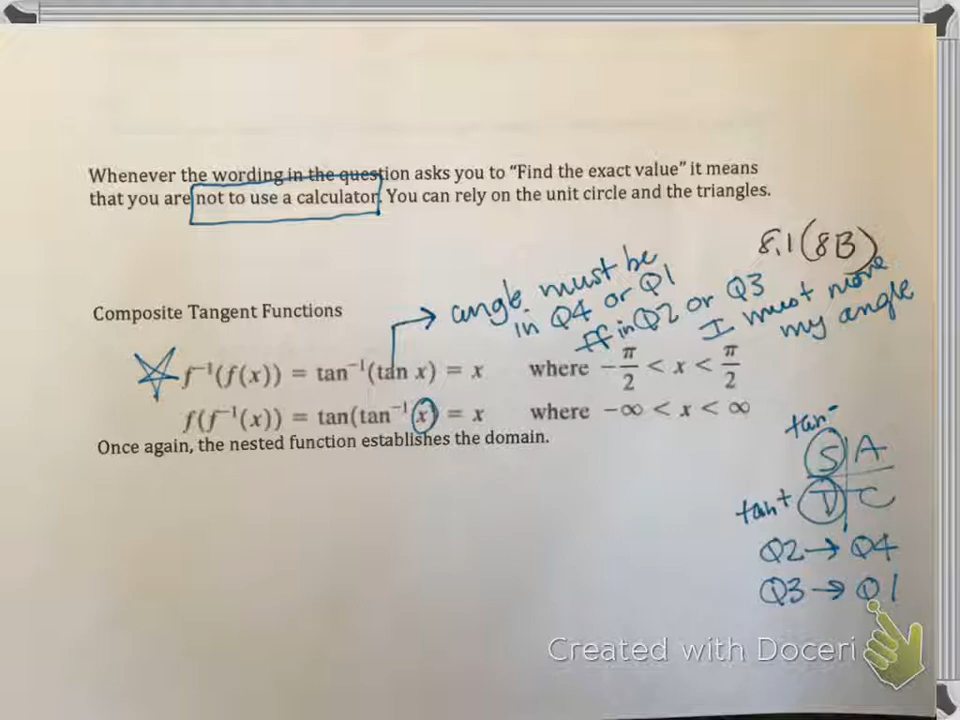 Whenever the wording in the question asks you to “Find the exact value” it means
that you are not to use a calculator. You can rely on the unit circle and the triangles.
8.1 (8B)
Composite Tangent Functions
angle must be
in Q4 or Q1
If in Q2 or Q3
I must move
my angle
f⁻¹(f(x)) = tan⁻¹(tan x) = x where −π/2 < x < π/2
f(f⁻¹(x)) = tan(tan⁻¹ x) = x where −∞ < x < ∞
Once again, the nested function establishes the domain.
tan -
S A
tan + T C
Q2 → Q4
Q3 → Q1
Created with Doceri